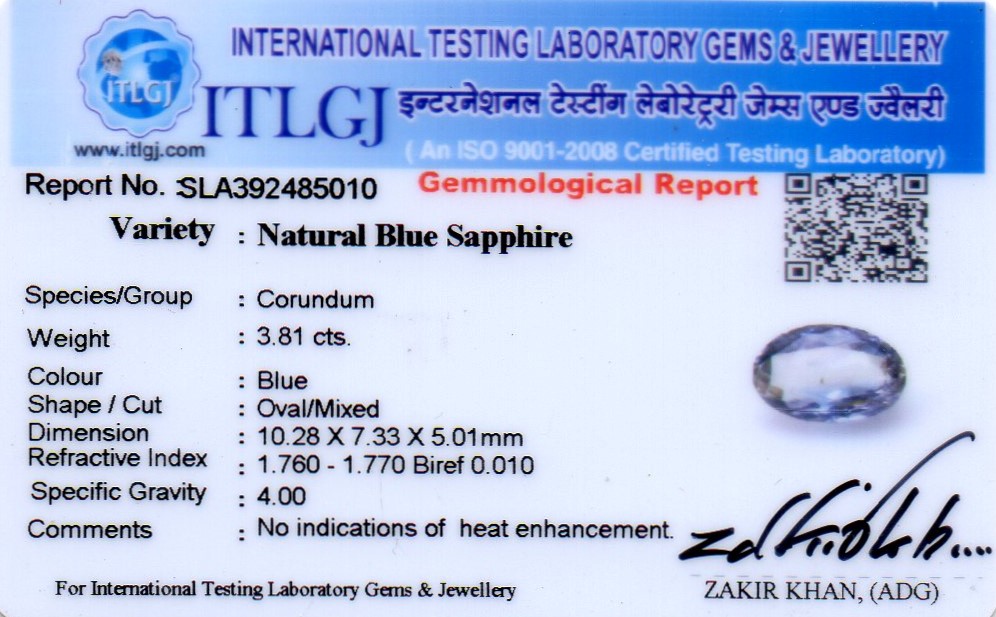 INTERNATIONAL TESTING LABORATORY GEMS & JEWELLERY
ITLGJ
ITLGJ
इन्टरनेशनल टेस्टींग लेबोरेट्ररी जेम्स एण्ड ज्वैलरी
www.itlgj.com
( An ISO 9001-2008 Certified Testing Laboratory)
Report No. :SLA392485010
Gemmological Report
Variety : Natural Blue Sapphire
Species/Group : Corundum
Weight : 3.81 cts.
Colour : Blue
Shape / Cut : Oval/Mixed
Dimension : 10.28 X 7.33 X 5.01mm
Refractive Index : 1.760 - 1.770 Biref 0.010
Specific Gravity : 4.00
Comments : No indications of heat enhancement.
For International Testing Laboratory Gems & Jewellery
ZAKIR KHAN, (ADG)